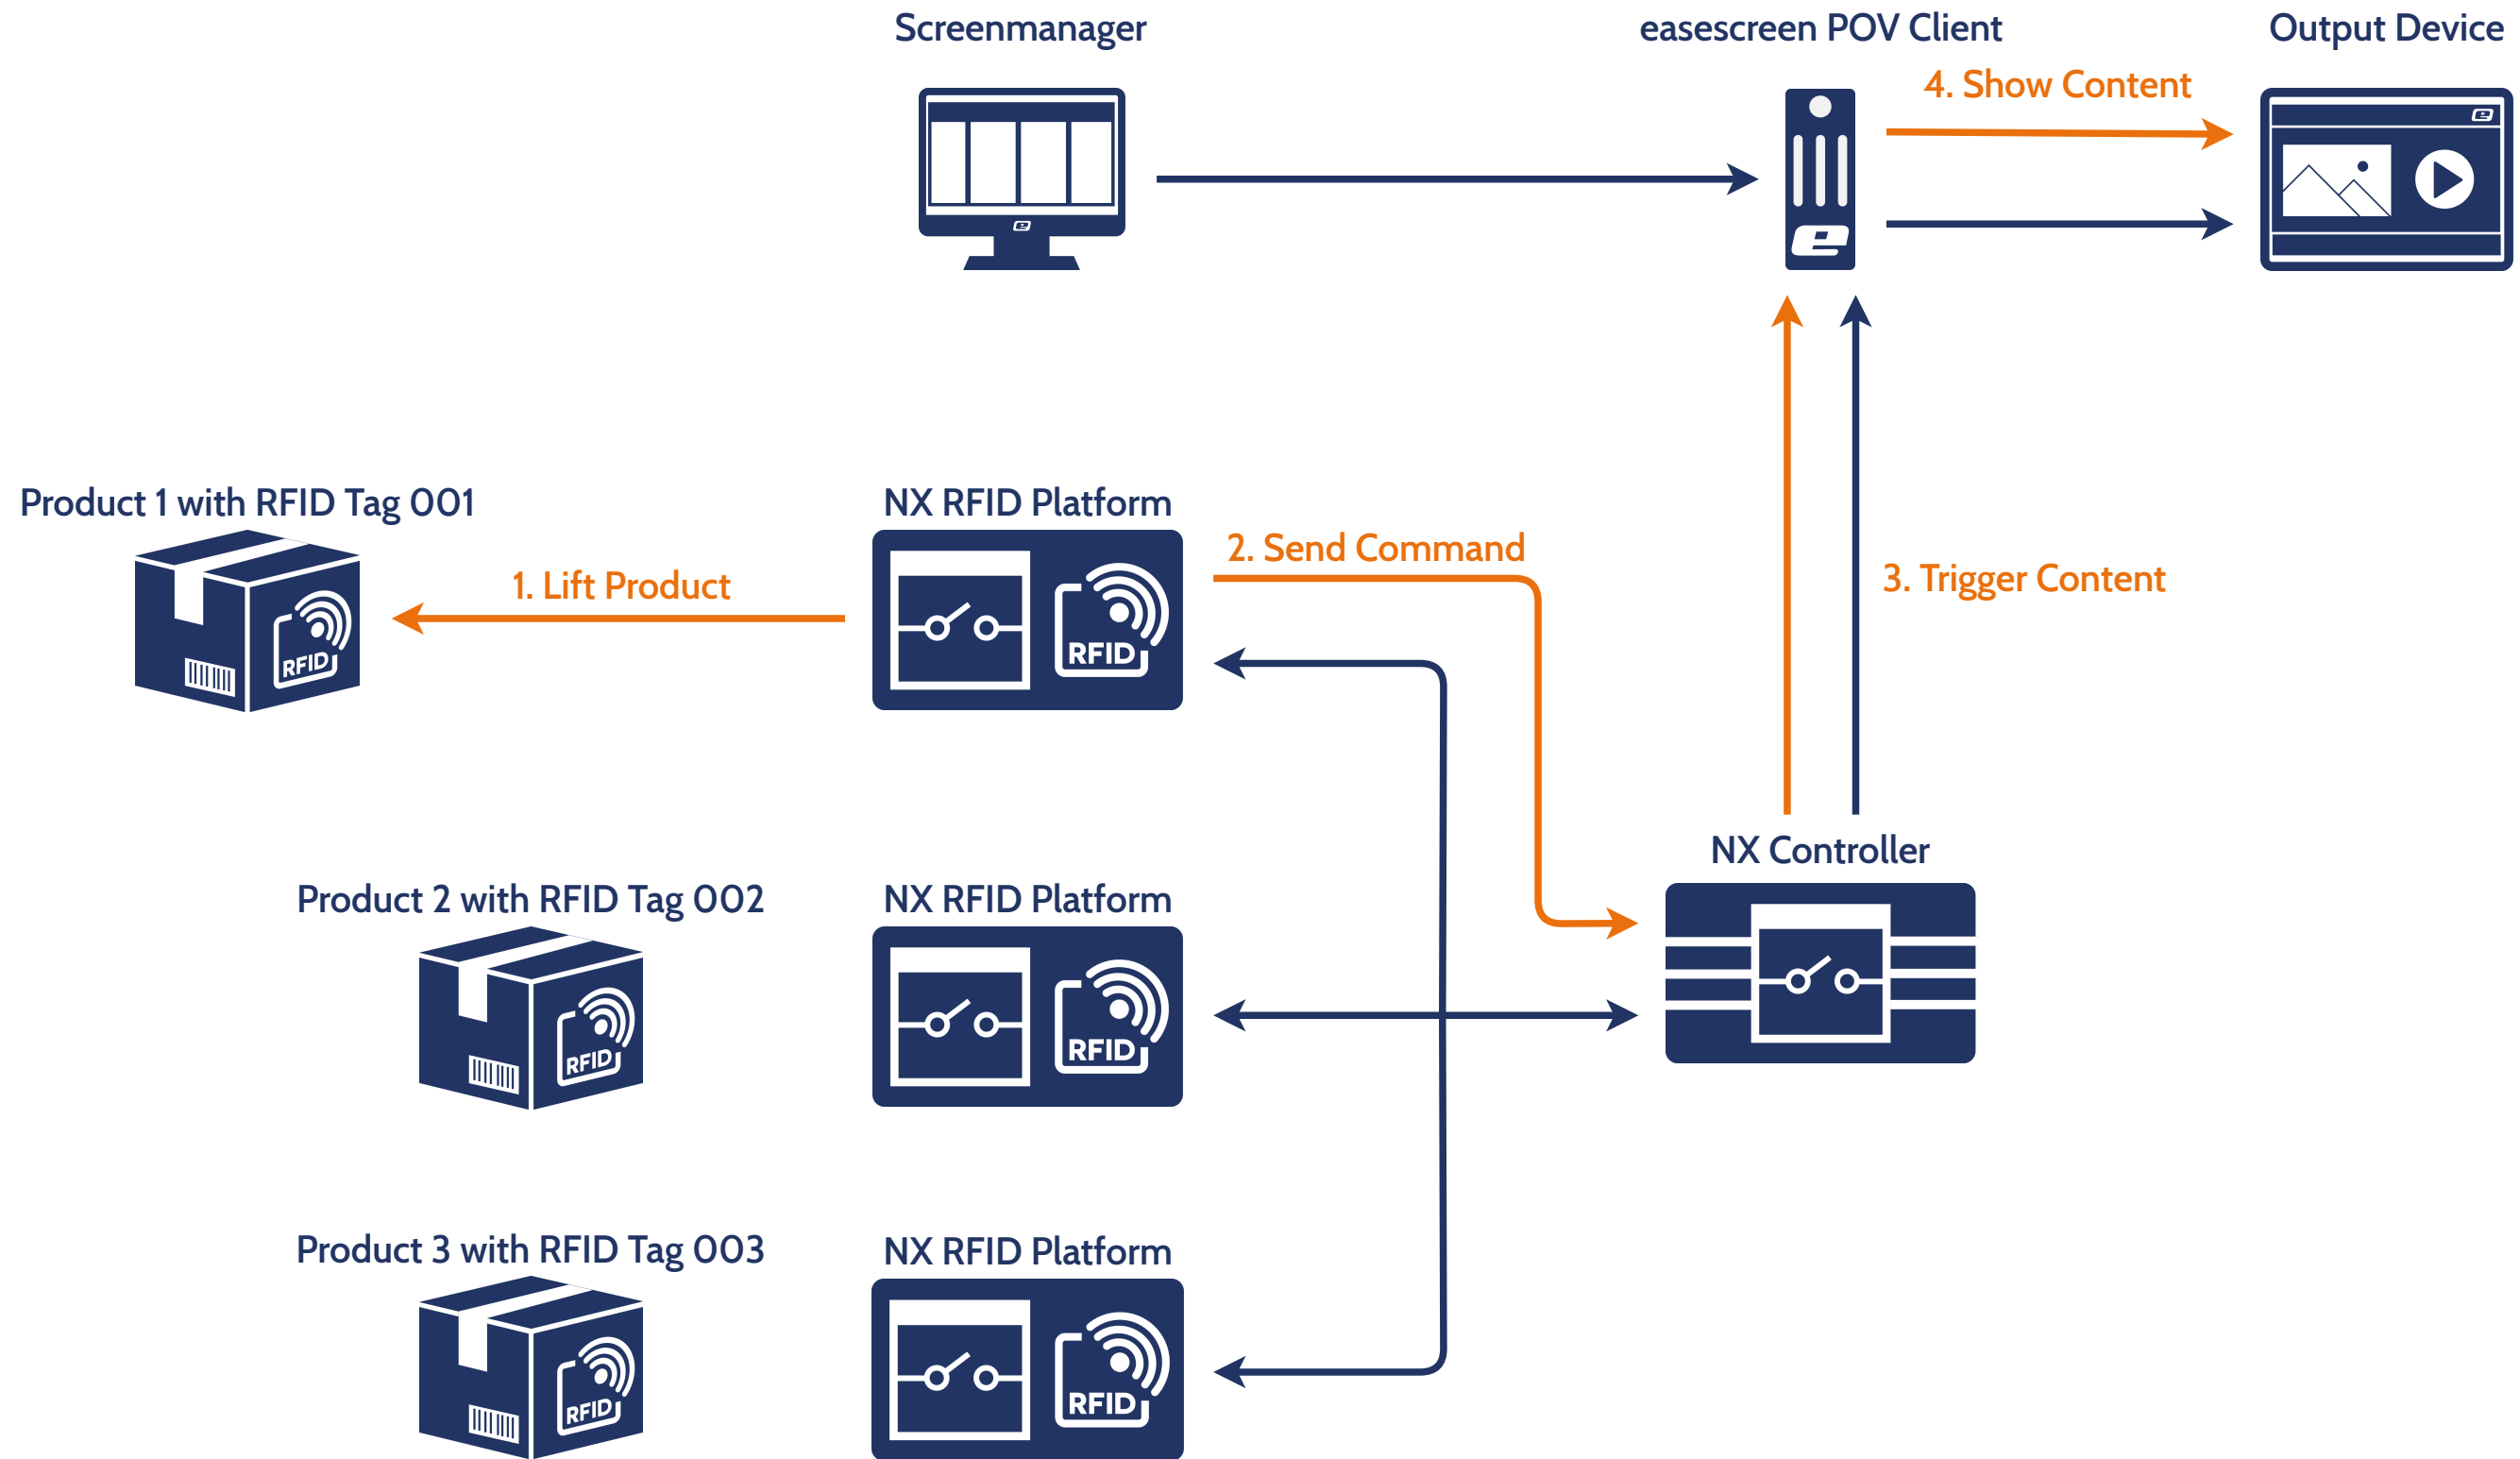 Screenmanager
easescreen POV Client
Output Device
4. Show Content
e
e
e
Product 1 with RFID Tag 001
NX RFID Platform
2. Send Command
1. Lift Product
3. Trigger Content
RFID
RFID
NX Controller
Product 2 with RFID Tag 002
NX RFID Platform
RFID
RFID
Product 3 with RFID Tag 003
NX RFID Platform
RFID
RFID